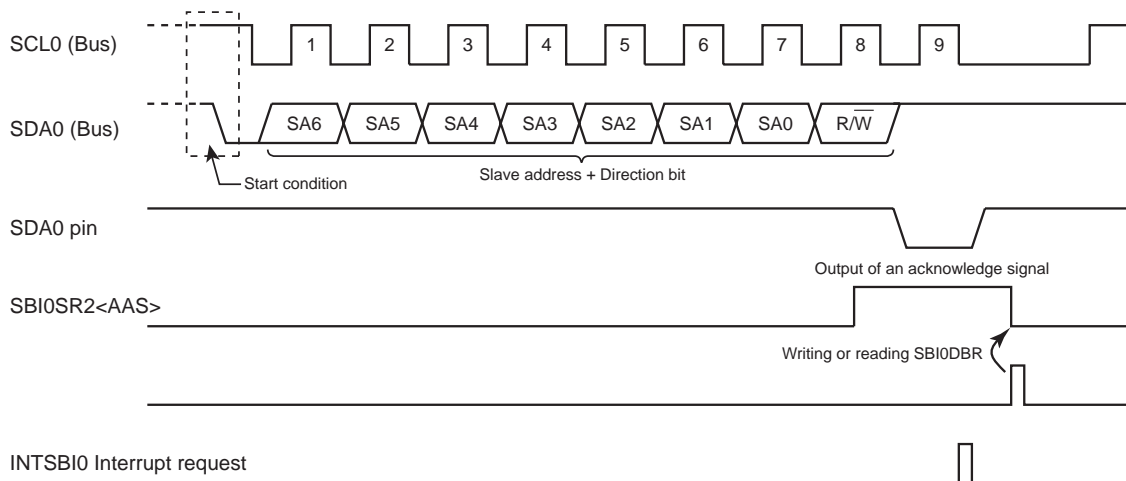 SCL0 (Bus)
1 2 3 4 5 6 7 8 9
SDA0 (Bus)
SA6 SA5 SA4 SA3 SA2 SA1 SA0 R/W̅
Start condition
Slave address + Direction bit
SDA0 pin
Output of an acknowledge signal
SBI0SR2<AAS>
Writing or reading SBI0DBR
INTSBI0 Interrupt request